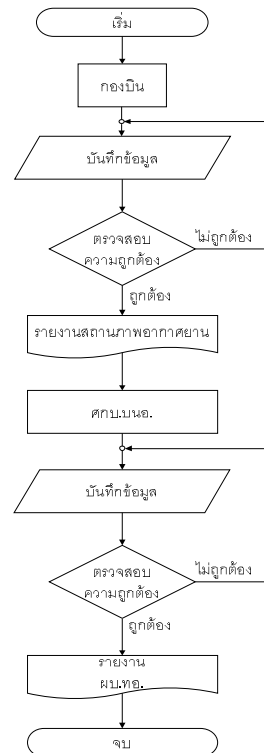 เริ่ม
กองบิน
บันทึกข้อมูล
ตรวจสอบ
ความถูกต้อง
ไม่ถูกต้อง
ถูกต้อง
รายงานสถานภาพอากาศยาน
ศกบ.บนอ.
บันทึกข้อมูล
ตรวจสอบ
ความถูกต้อง
ไม่ถูกต้อง
ถูกต้อง
รายงาน
ผบ.ทอ.
จบ